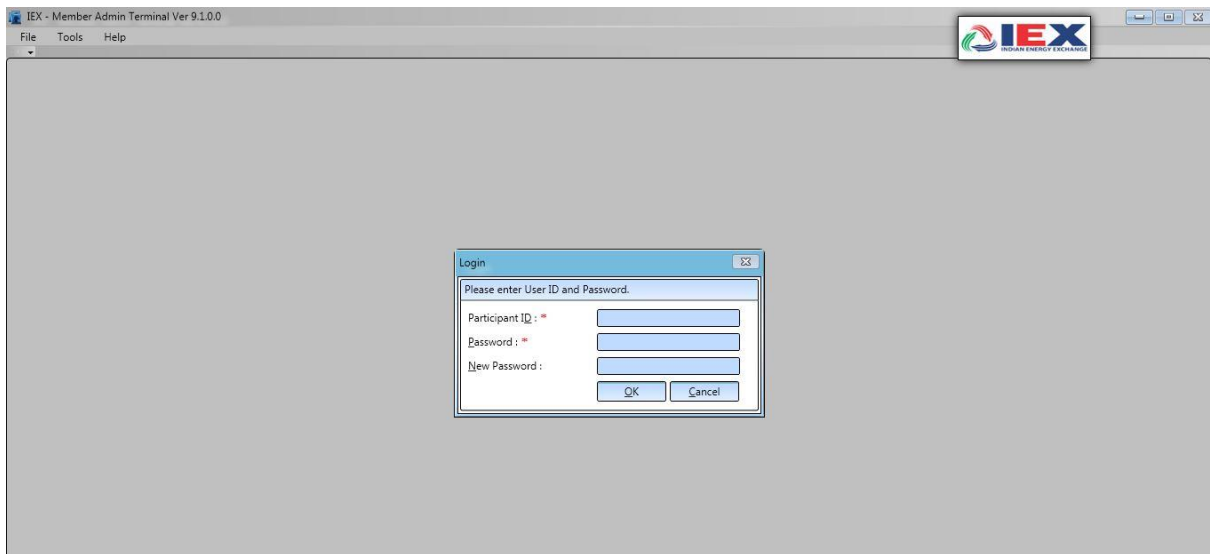 IEX - Member Admin Terminal Ver 9.1.0.0
File Tools Help
IEX
INDIAN ENERGY EXCHANGE
Login
Please enter User ID and Password.
Participant ID : *
Password : *
New Password :
OK Cancel